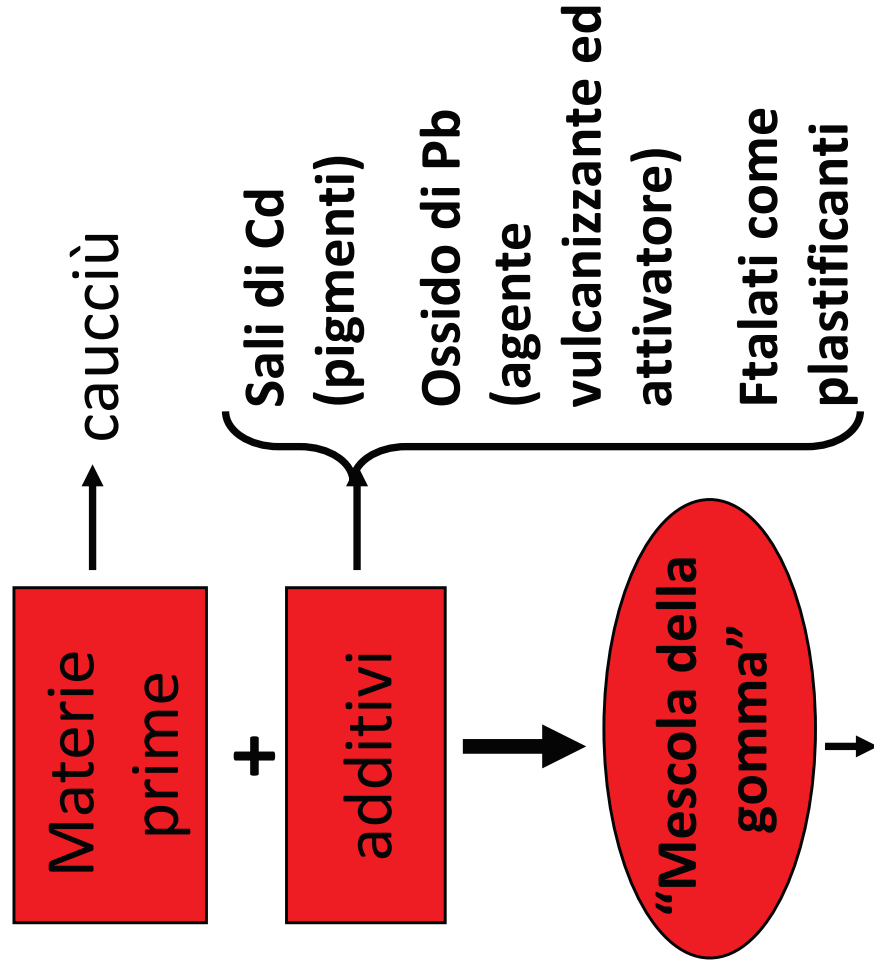 Materie
prime
caucciù
+
additivi
Sali di Cd
(pigmenti)
Ossido di Pb
(agente
vulcanizzante ed
attivatore)
Ftalati come
plastificanti
“Mescola della
gomma”